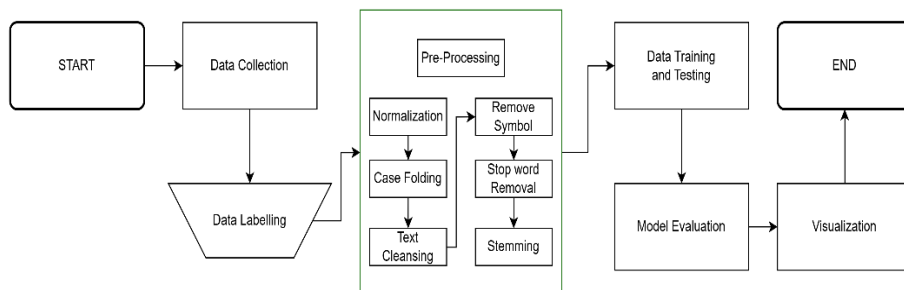 START
Data Collection
Data Labelling
Pre-Processing
Normalization
Case Folding
Text
Cleansing
Remove
Symbol
Stop word
Removal
Stemming
Data Training
and Testing
Model Evaluation
Visualization
END